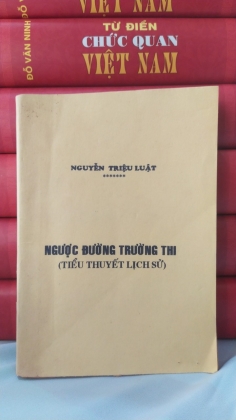 VIỆT NAM
TỪ ĐIỂN
CHỨC QUAN
VIỆT NAM
ĐỖ VĂN NINH
NGUYỄN TRIỆU LUẬT
*******
NGƯỢC ĐƯỜNG TRƯỜNG THI
(TIỂU THUYẾT LỊCH SỬ)